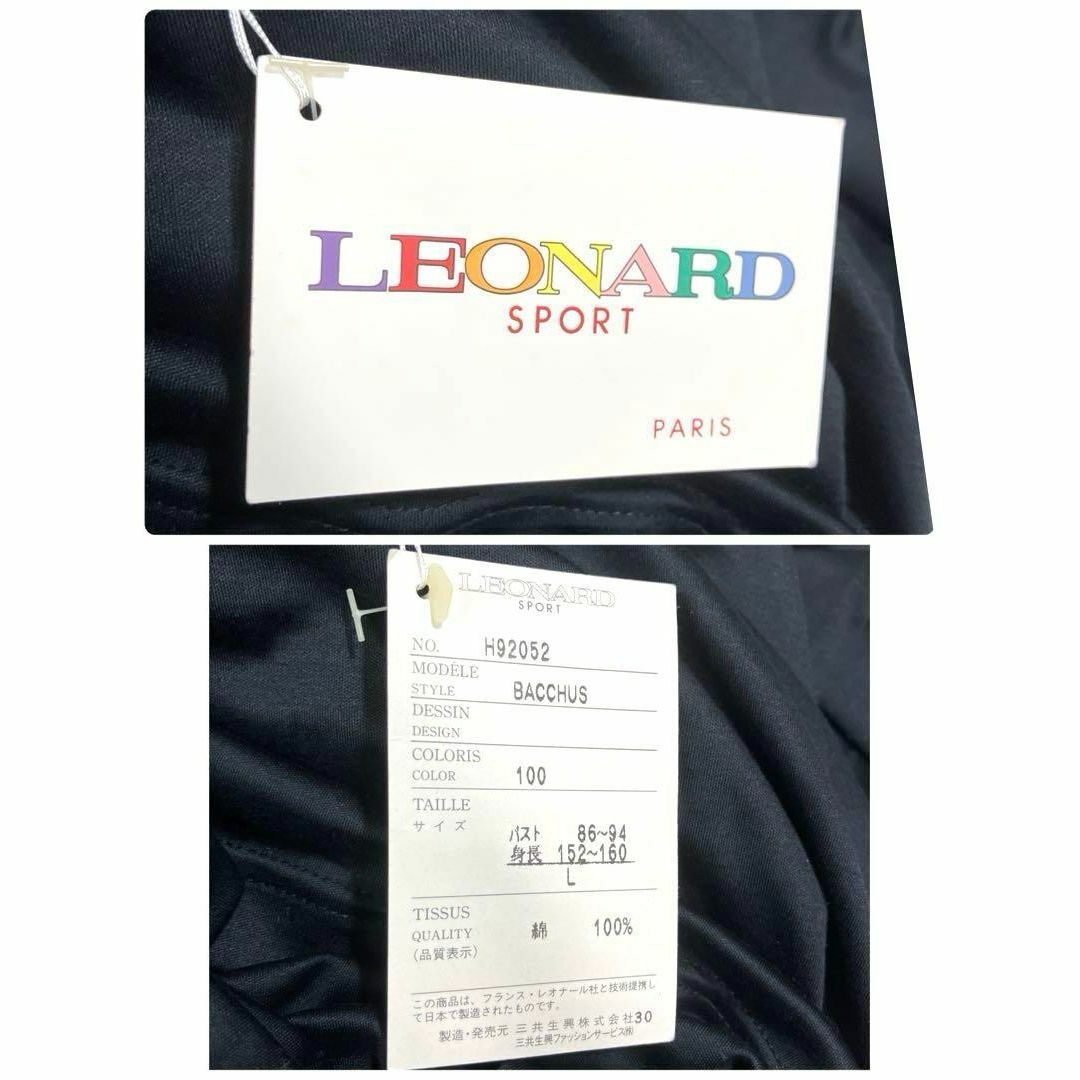 LEONARD
SPORT
PARIS
LEONARD
SPORT
NO. H92052
MODÈLE
STYLE BACCHUS
DESSIN
DESIGN
COLORIS
COLOR 100
TAILLE
サイズ
バスト 86~94
身長 152~160
L
TISSUS
QUALITY 綿 100%
(品質表示)
この商品は、フランス・レオナール社と技術提携し
て日本で製造されたものです。
製造・発売元 三共生興株式会社30
三共生興ファッションサービス㈱